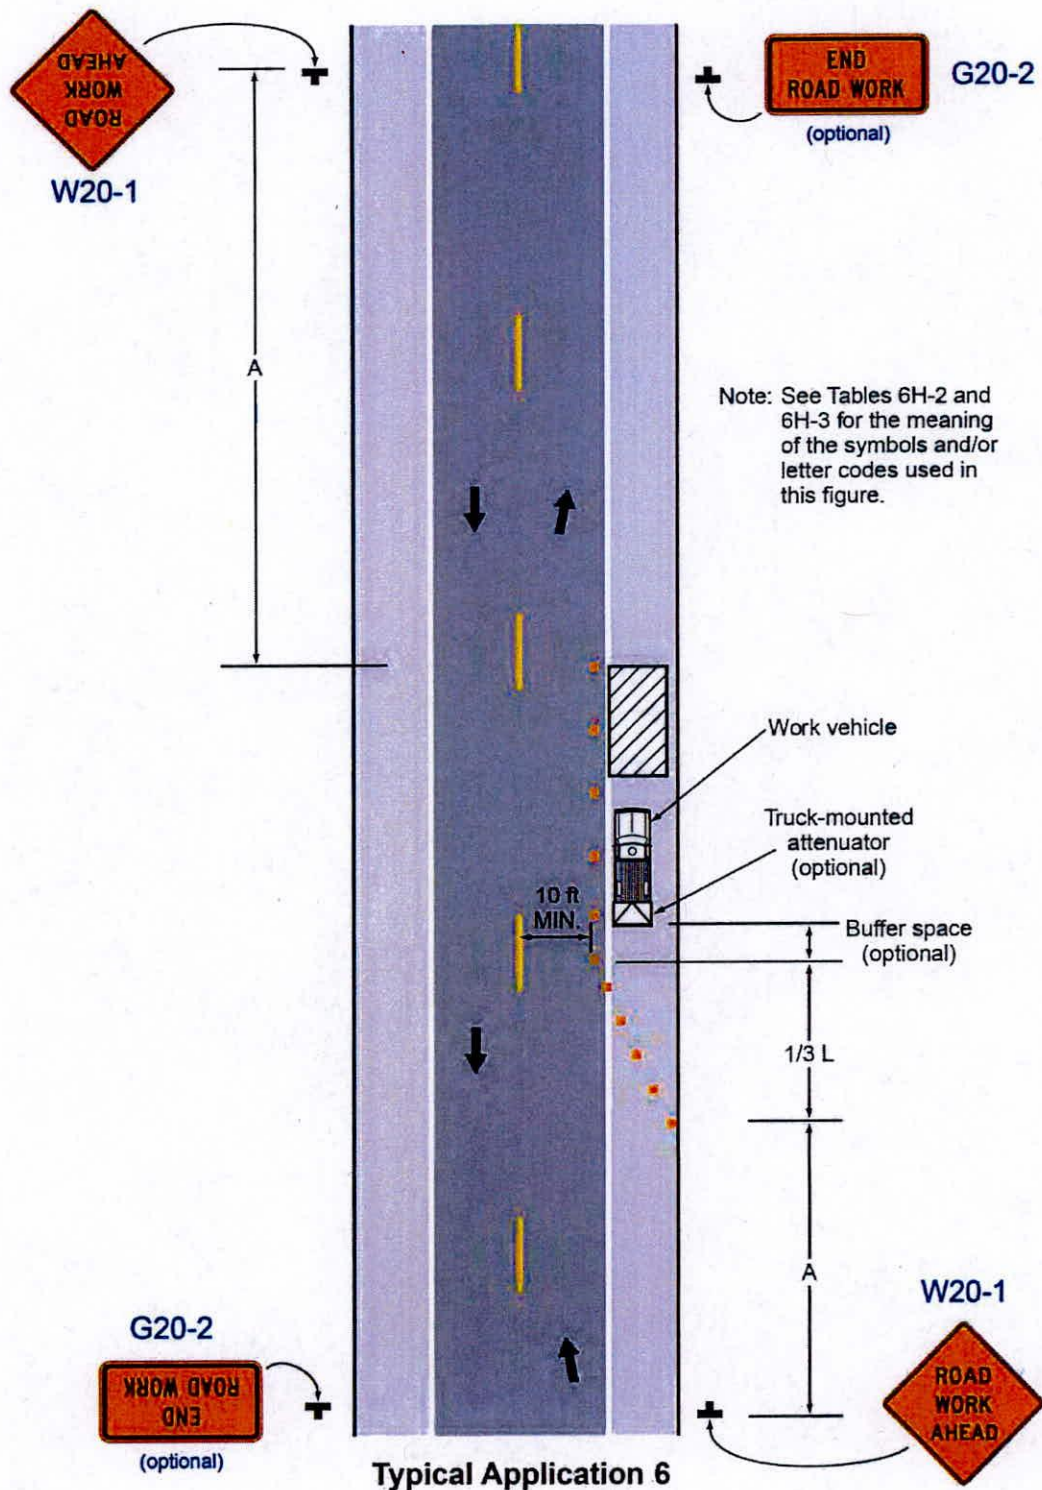 ROAD
WORK
AHEAD
W20-1
END
ROAD WORK
(optional)
G20-2
A
Note: See Tables 6H-2 and
6H-3 for the meaning
of the symbols and/or
letter codes used in
this figure.
Work vehicle
Truck-mounted
attenuator
(optional)
10 ft
MIN.
Buffer space
(optional)
1/3 L
A
W20-1
ROAD
WORK
AHEAD
G20-2
END
ROAD WORK
(optional)
Typical Application 6